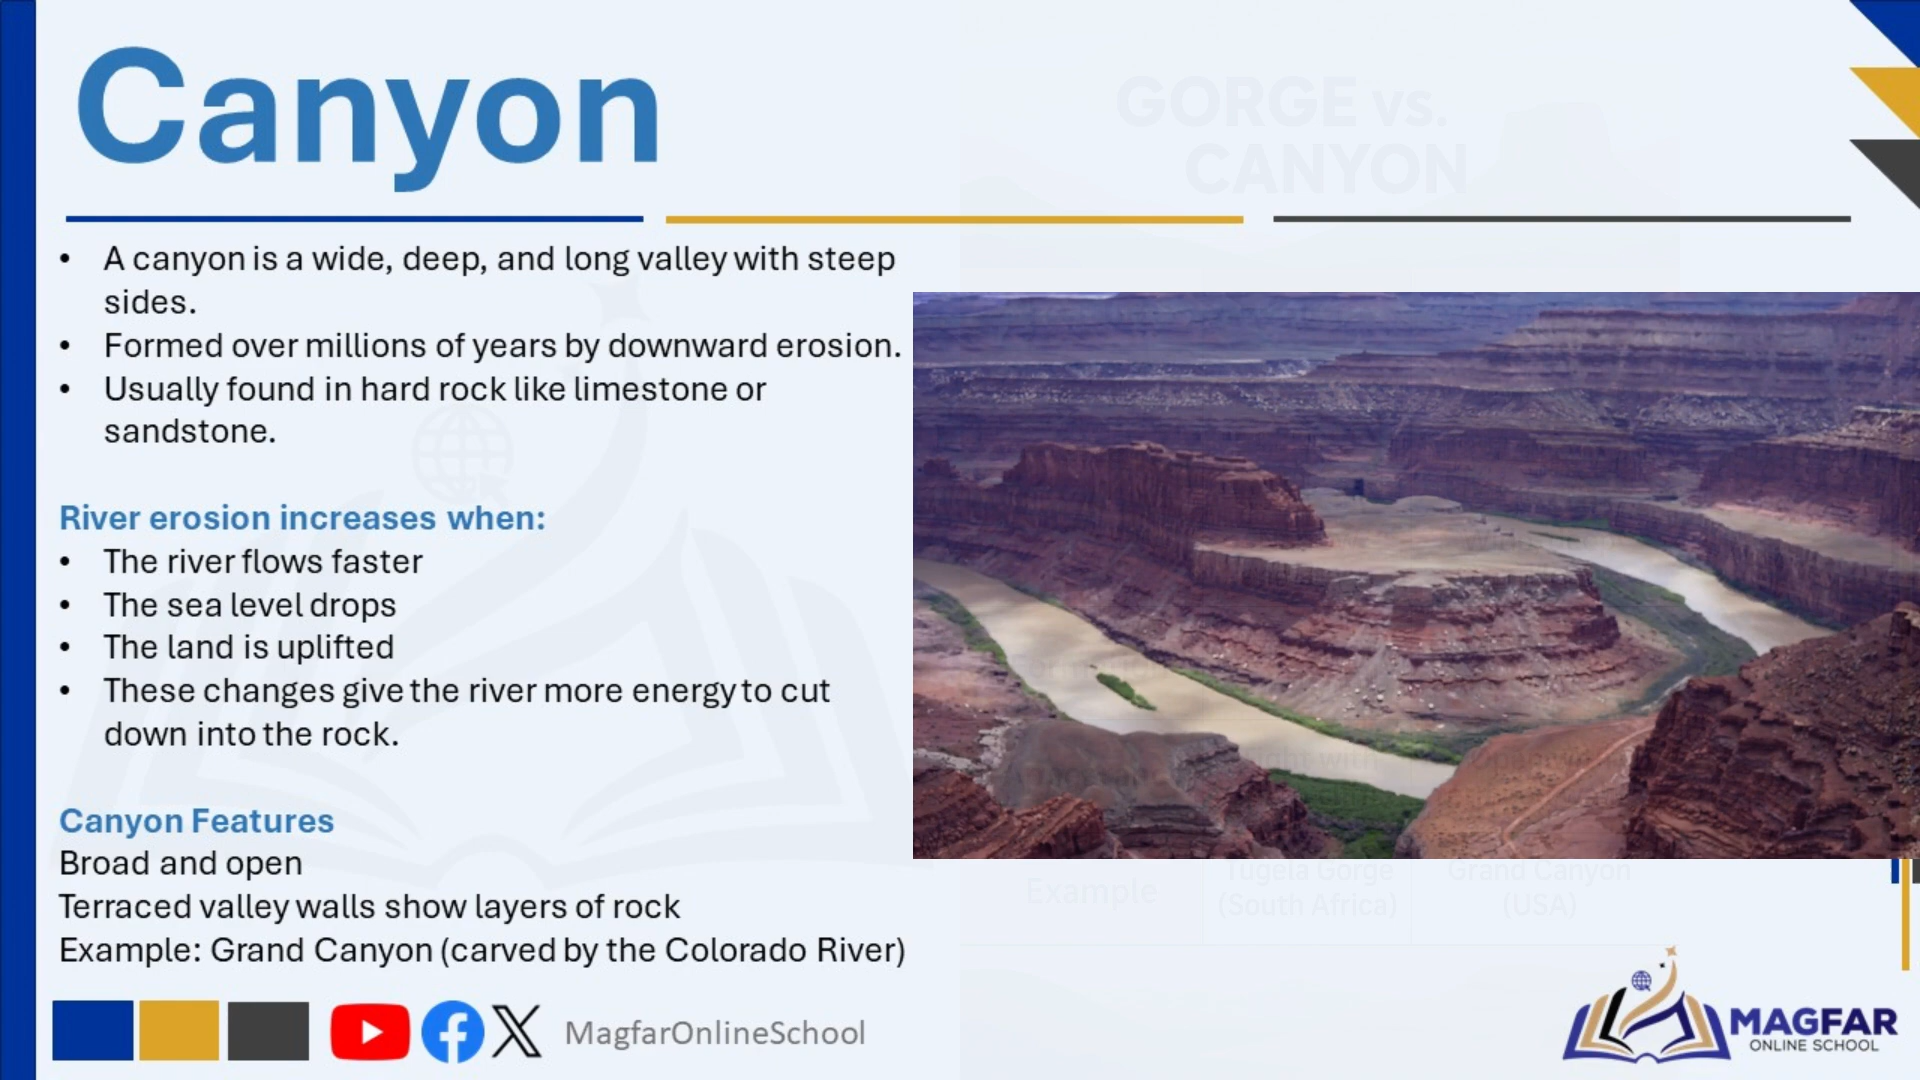 Canyon
GORGE vs.
CANYON
• A canyon is a wide, deep, and long valley with steep
sides.
• Formed over millions of years by downward erosion.
• Usually found in hard rock like limestone or
sandstone.
River erosion increases when:
• The river flows faster
• The sea level drops
• The land is uplifted
• These changes give the river more energy to cut
down into the rock.
Canyon Features
Broad and open
Terraced valley walls show layers of rock
Example: Grand Canyon (carved by the Colorado River)
Example
Tugela Gorge
(South Africa)
Grand Canyon
(USA)
MagfarOnlineSchool
MAGFAR
ONLINE SCHOOL